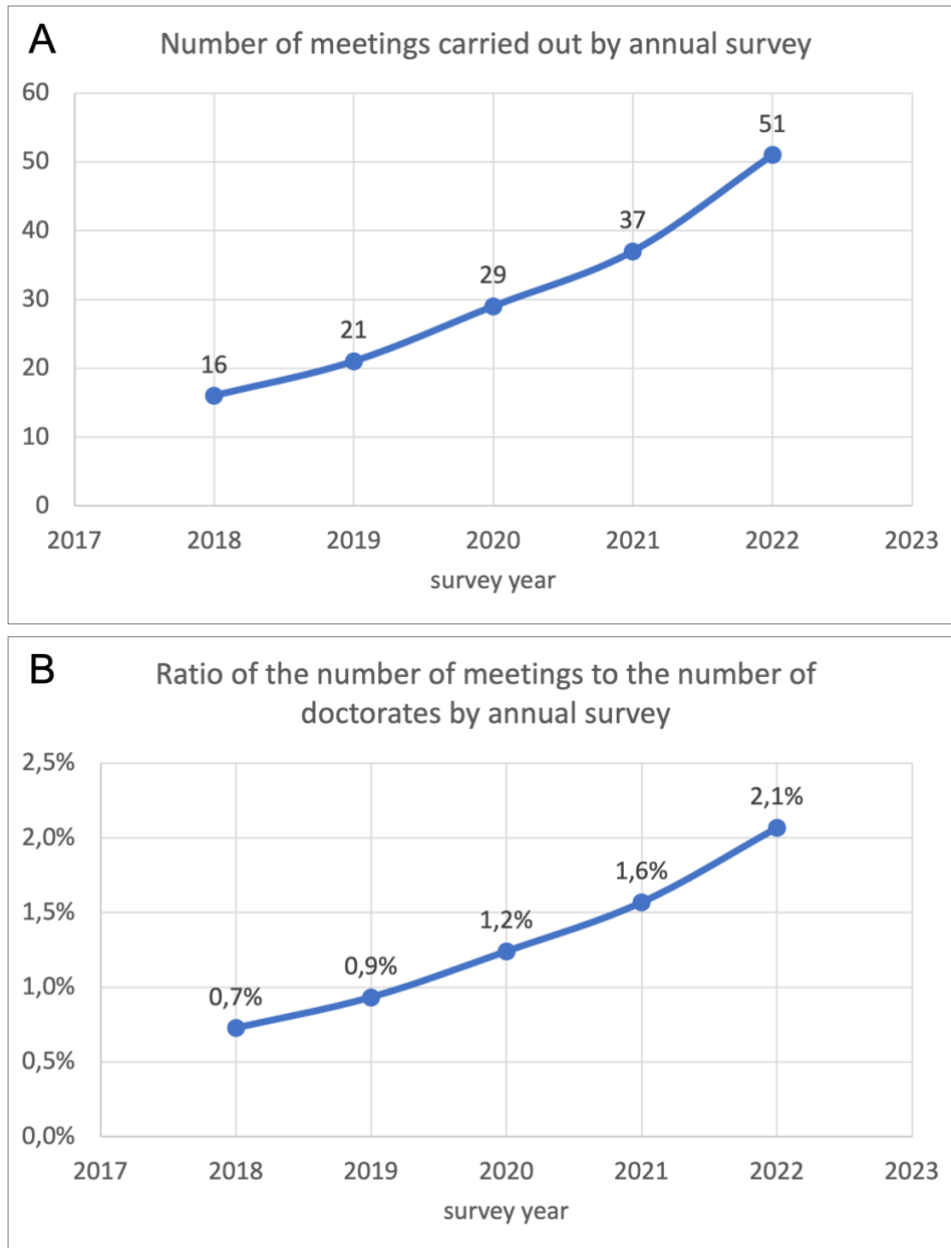 A
Number of meetings carried out by annual survey
60
50
40
30
20
10
0
16
21
29
37
51
2017 2018 2019 2020 2021 2022 2023
survey year
B
Ratio of the number of meetings to the number of
doctorates by annual survey
2,5%
2,0%
1,5%
1,0%
0,5%
0,0%
0,7%
0,9%
1,2%
1,6%
2,1%
2017 2018 2019 2020 2021 2022 2023
survey year